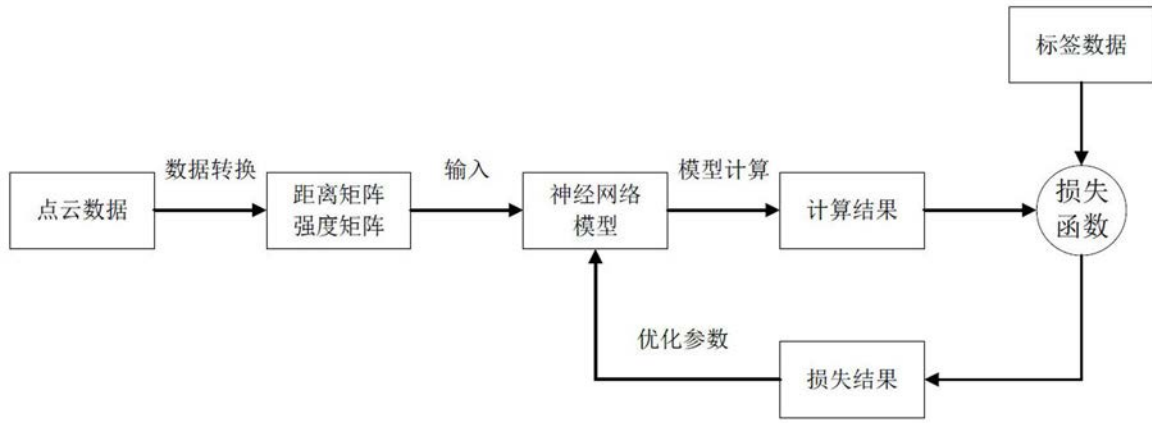 标签数据
数据转换
输入
模型计算
点云数据
距离矩阵
强度矩阵
神经网络
模型
计算结果
损失
函数
优化参数
损失结果